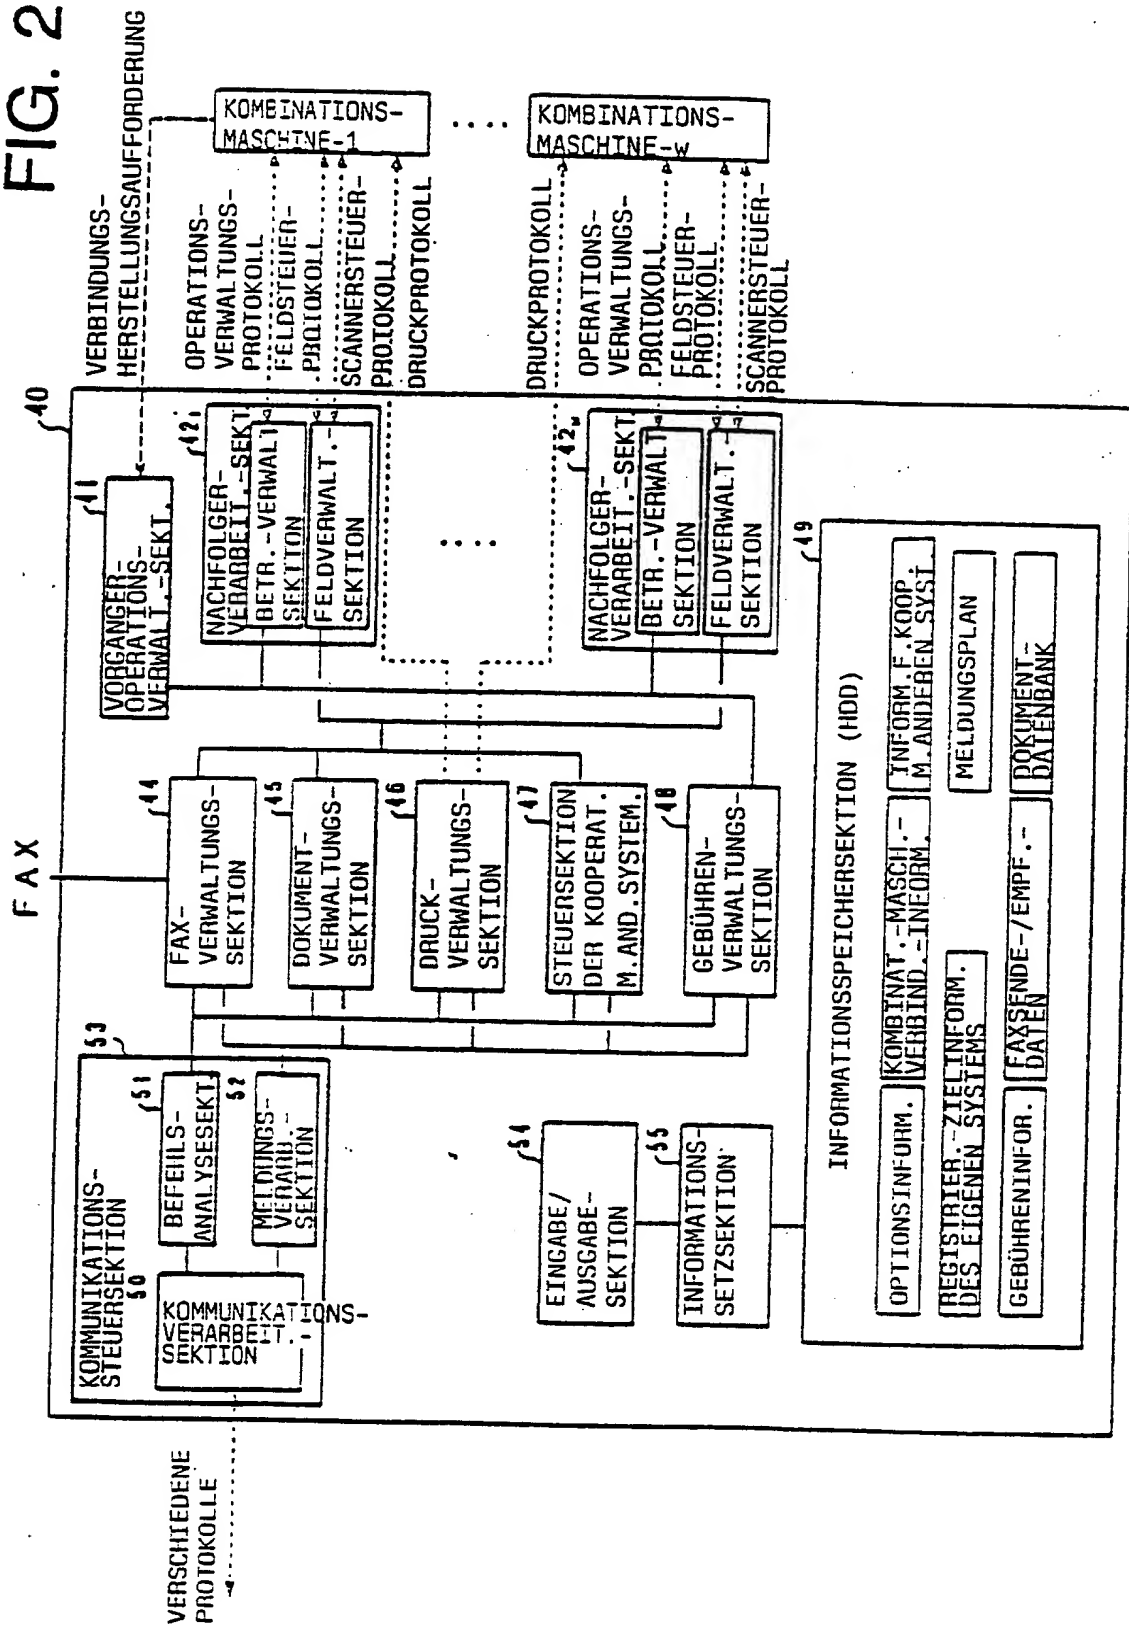 FIG. 2
FAX
40
VERBINDUNGS-
HERSTELLUNGSAUFFORDERUNG
KOMBINATIONS-
MASCHINE-1
....
KOMBINATIONS-
MASCHINE-w
OPERATIONS-
VERWALTUNGS-
PROTOKOLL
FELDSTEUER-
PROTOKOLL
SCANNERSTEUER-
PROTOKOLL
DRUCKPROTOKOLL
DRUCKPROTOKOLL
OPERATIONS-
VERWALTUNGS-
PROTOKOLL
FELDSTEUER-
PROTOKOLL
SCANNERSTEUER-
PROTOKOLL
41
VORGANGER-
OPERATIONS-
VERWALT.-SEKT.
42₁
NACHFOLGER-
VERARBEIT.-SEKT
BETR.-VERWALT
SEKTION
FELDVERWALT.-
SEKTION
....
42w
NACHFOLGER-
VERARBEIT.-SEKT
BETR.-VERWALT
SEKTION
FELDVERWALT.-
SEKTION
44
FAX-
VERWALTUNGS-
SEKTION
45
DOKUMENT-
VERWALTUNGS-
SEKTION
46
DRUCK-
VERWALTUNGS-
SEKTION
47
STEUERSEKTION
DER KOOPERAT.
M.AND.SYSTEM.
48
GEBÜHREN-
VERWALTUNGS-
SEKTION
53
KOMMUNIKATIONS-
STEUERSEKTION
51
BEFEHLS-
ANALYSESEKT.
52
MELDUNGS-
VERARB.-
SEKTION
50
KOMMUNIKATIONS-
VERARBEIT.-
SEKTION
VERSCHIEDENE
PROTOKOLLE
54
EINGABE/
AUSGABE-
SEKTION
55
INFORMATIONS-
SETZSEKTION
49
INFORMATIONSSPEICHERSEKTION (HDD)
OPTIONSINFORM.
KOMBINAT.-MASCH.-
VERBIND.-INFORM.
INFORM.F.KOOP.
M.ANDEREN SYST.
REGISTRIER.-ZIELINFORM.
DES EIGENEN SYSTEMS
MELDUNGSPLAN
GEBÜHRENINFOR.
FAXSENDE-/EMPF.-
DATEN
DOKUMENT-
DATENBANK